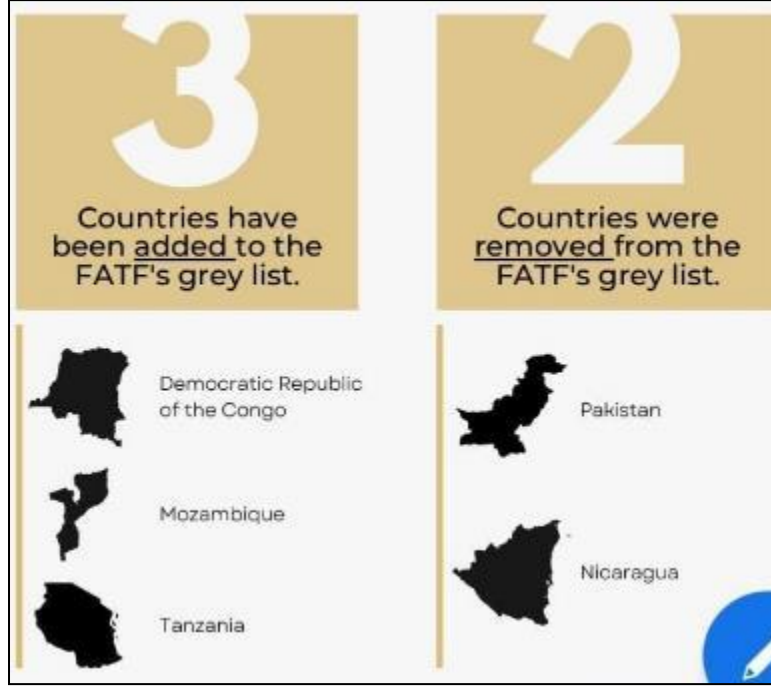 3
Countries have
been added to the
FATF's grey list.
Democratic Republic
of the Congo
Mozambique
Tanzania
2
Countries were
removed from the
FATF's grey list.
Pakistan
Nicaragua